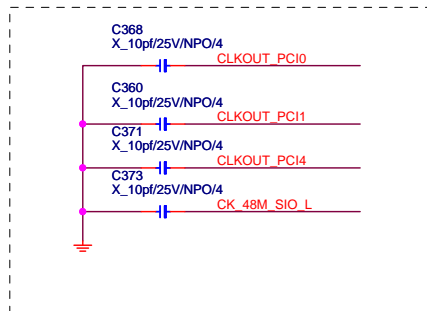 C368
X_10pf/25V/NPO/4
CLKOUT_PCI0
C360
X_10pf/25V/NPO/4
CLKOUT_PCI1
C371
X_10pf/25V/NPO/4
CLKOUT_PCI4
C373
X_10pf/25V/NPO/4
CK_48M_SIO_L